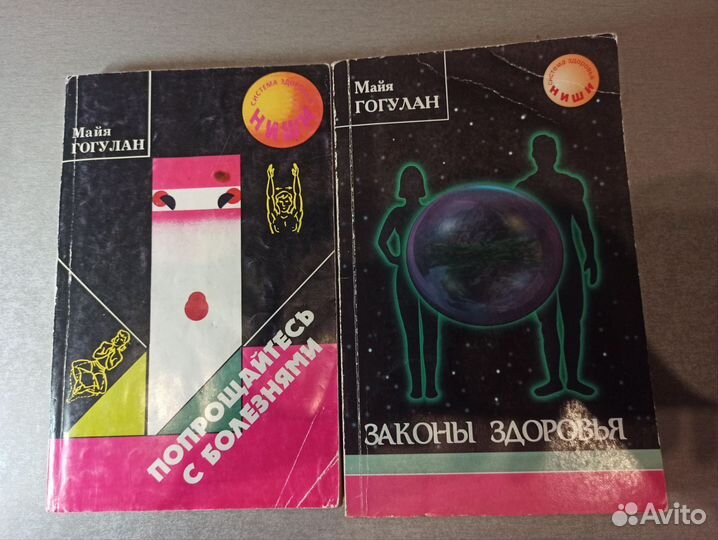 Майя
ГОГУЛАН
СИСТЕМА ЗДОРОВЬЯ
НИШИ
ПОПРОЩАЙТЕСЬ
С БОЛЕЗНЯМИ
Майя
ГОГУЛАН
система здоровья
НИШИ
ЗАКОНЫ ЗДОРОВЬЯ
Avito